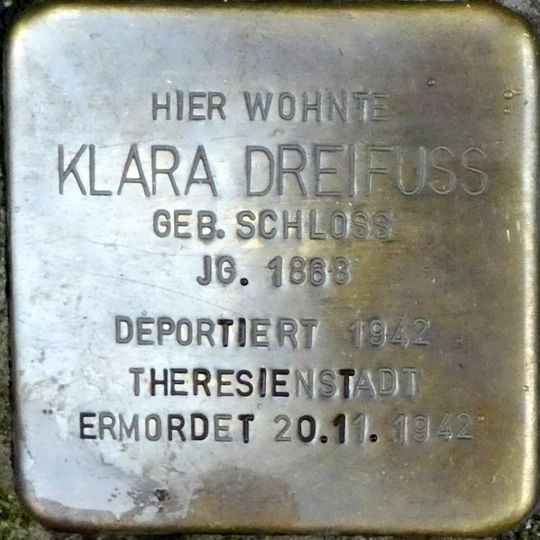 HIER WOHNTE
KLARA DREIFUSS
GEB. SCHLOSS
JG. 1868
DEPORTIERT 1942
THERESIENSTADT
ERMORDET 20.11.1942